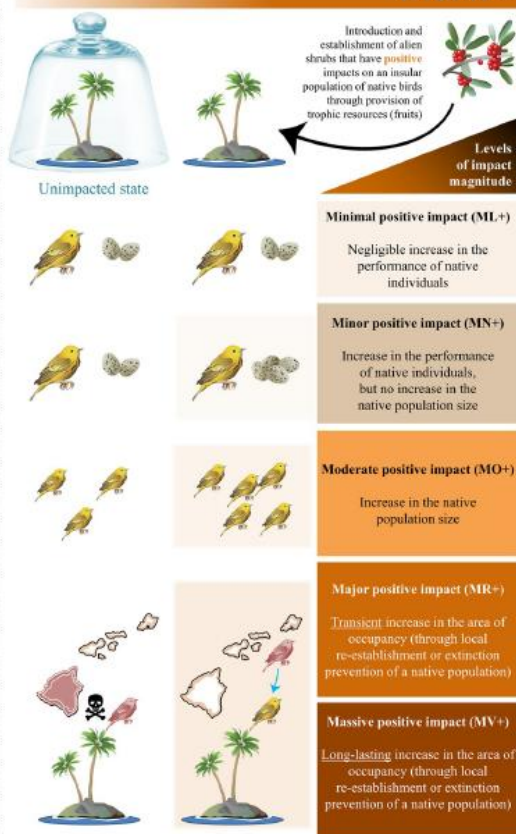 Introduction and
establishment of alien
shrubs that have positive
impacts on an insular
population of native birds
through provision of
trophic resources (fruits)
Levels
of impact
magnitude
Unimpacted state
Minimal positive impact (ML+)
Negligible increase in the
performance of native
individuals
Minor positive impact (MN+)
Increase in the performance
of native individuals,
but no increase in the
native population size
Moderate positive impact (MO+)
Increase in the native
population size
Major positive impact (MR+)
Transient increase in the area of
occupancy (through local
re-establishment or extinction
prevention of a native population)
Massive positive impact (MV+)
Long-lasting increase in the area of
occupancy (through local
re-establishment or extinction
prevention of a native population)